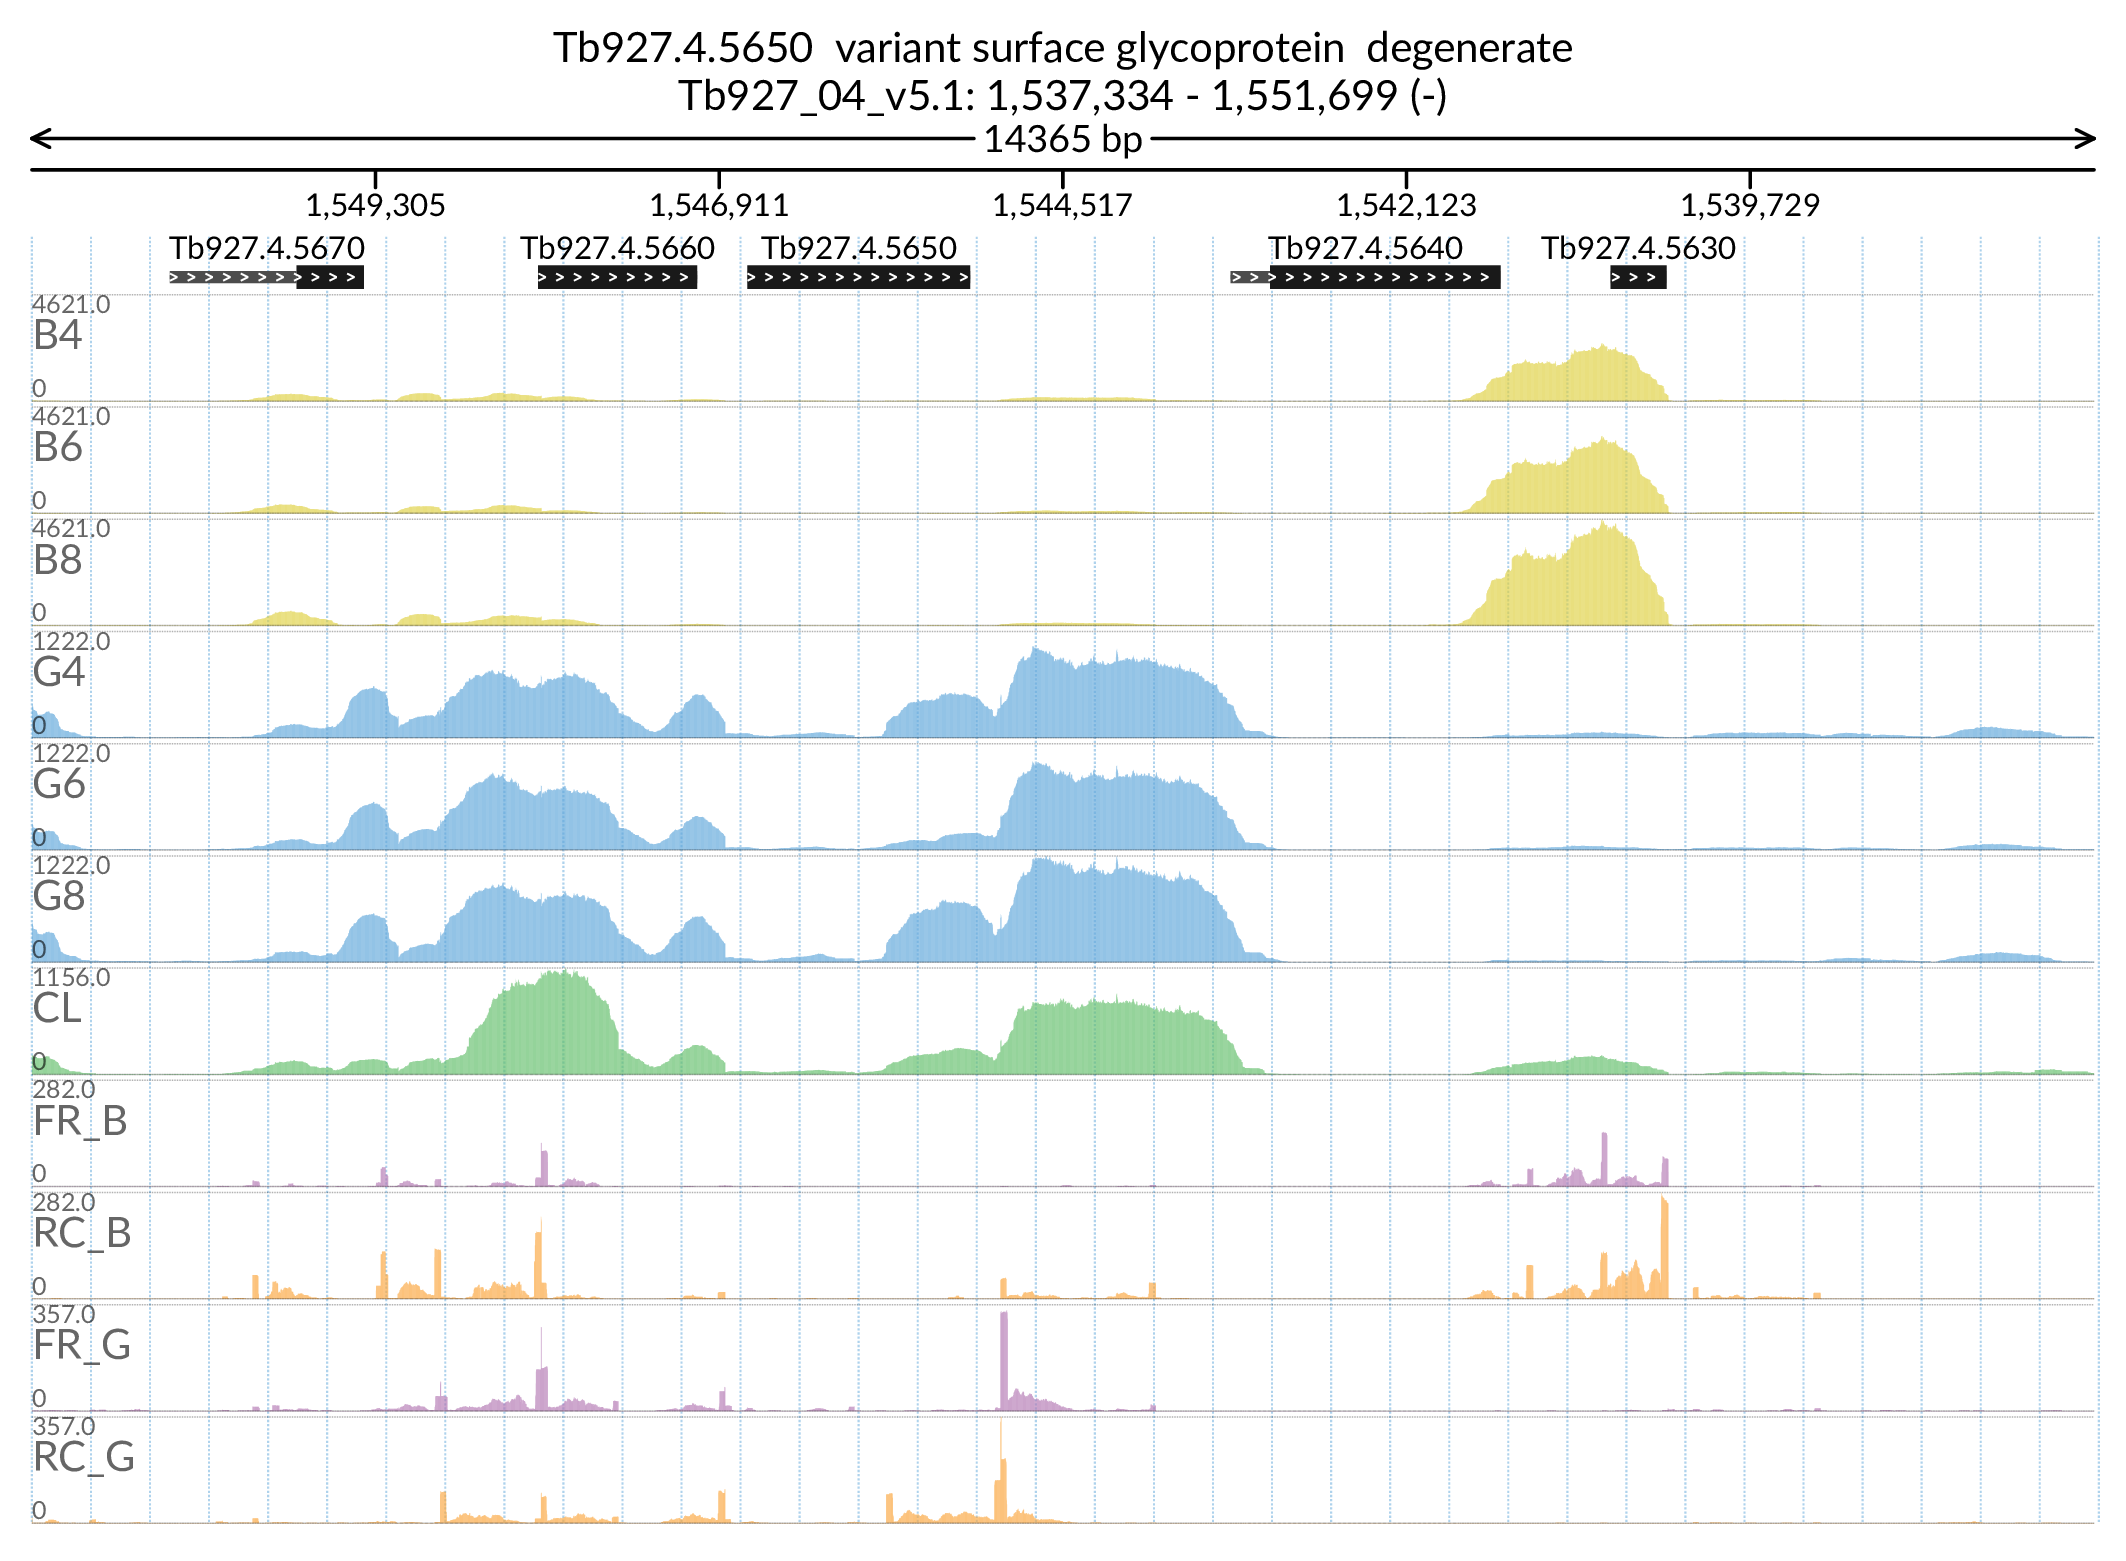 Tb927.4.5650 variant surface glycoprotein degenerate
Tb927_04_v5.1: 1,537,334 - 1,551,699 (-)
14365 bp
1,549,305 1,546,911 1,544,517 1,542,123 1,539,729
Tb927.4.5670 Tb927.4.5660 Tb927.4.5650 Tb927.4.5640 Tb927.4.5630
4621.0
B4
0
4621.0
B6
0
4621.0
B8
0
1222.0
G4
0
1222.0
G6
0
1222.0
G8
0
1156.0
CL
0
282.0
FR_B
0
282.0
RC_B
0
357.0
FR_G
0
357.0
RC_G
0